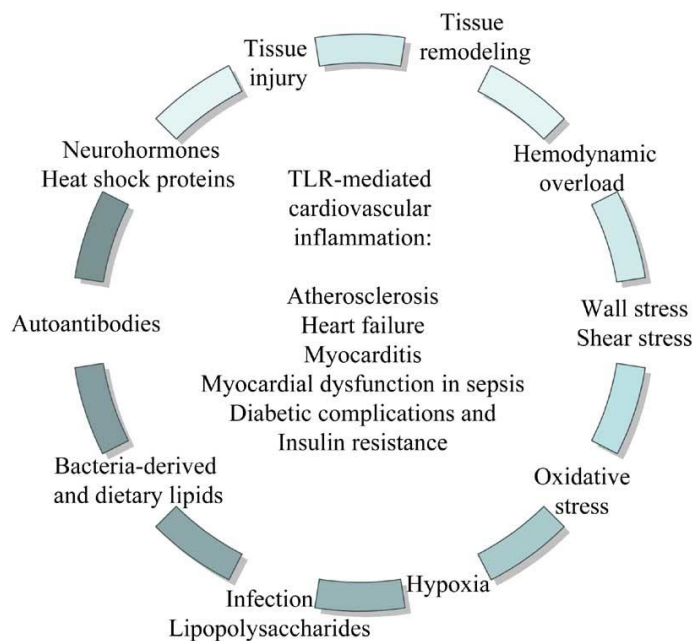 Tissue
injury
Tissue
remodeling
Neurohormones
Heat shock proteins
Hemodynamic
overload
TLR-mediated
cardiovascular
inflammation:
Atherosclerosis
Heart failure
Myocarditis
Myocardial dysfunction in sepsis
Diabetic complications and
Insulin resistance
Autoantibodies
Wall stress
Shear stress
Bacteria-derived
and dietary lipids
Oxidative
stress
Infection
Lipopolysaccharides
Hypoxia